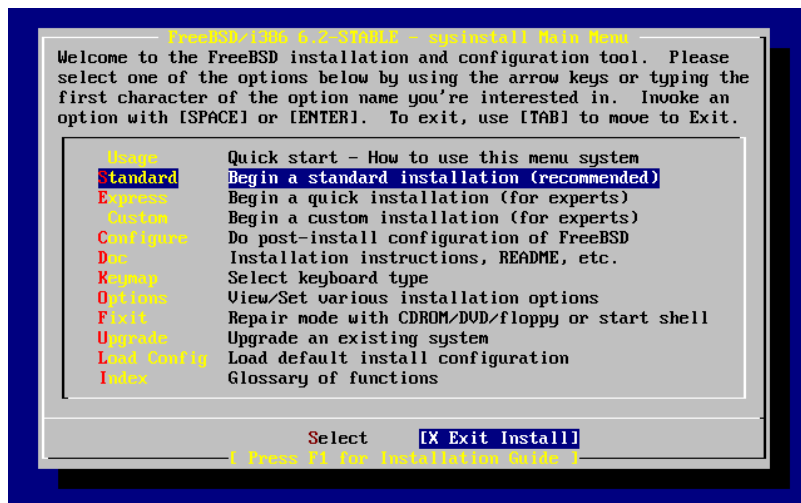 FreeBSD/i386 6.2-STABLE - sysinstall Main Menu
Welcome to the FreeBSD installation and configuration tool.  Please
select one of the options below by using the arrow keys or typing the
first character of the option name you're interested in.  Invoke an
option with [SPACE] or [ENTER].  To exit, use [TAB] to move to Exit.
Usage Quick start - How to use this menu system
Standard Begin a standard installation (recommended)
Express Begin a quick installation (for experts)
Custom Begin a custom installation (for experts)
Configure Do post-install configuration of FreeBSD
Doc Installation instructions, README, etc.
Keymap Select keyboard type
Options View/Set various installation options
Fixit Repair mode with CDROM/DVD/floppy or start shell
Upgrade Upgrade an existing system
Load Config Load default install configuration
Index Glossary of functions
Select [X Exit Install]
[ Press F1 for Installation Guide ]